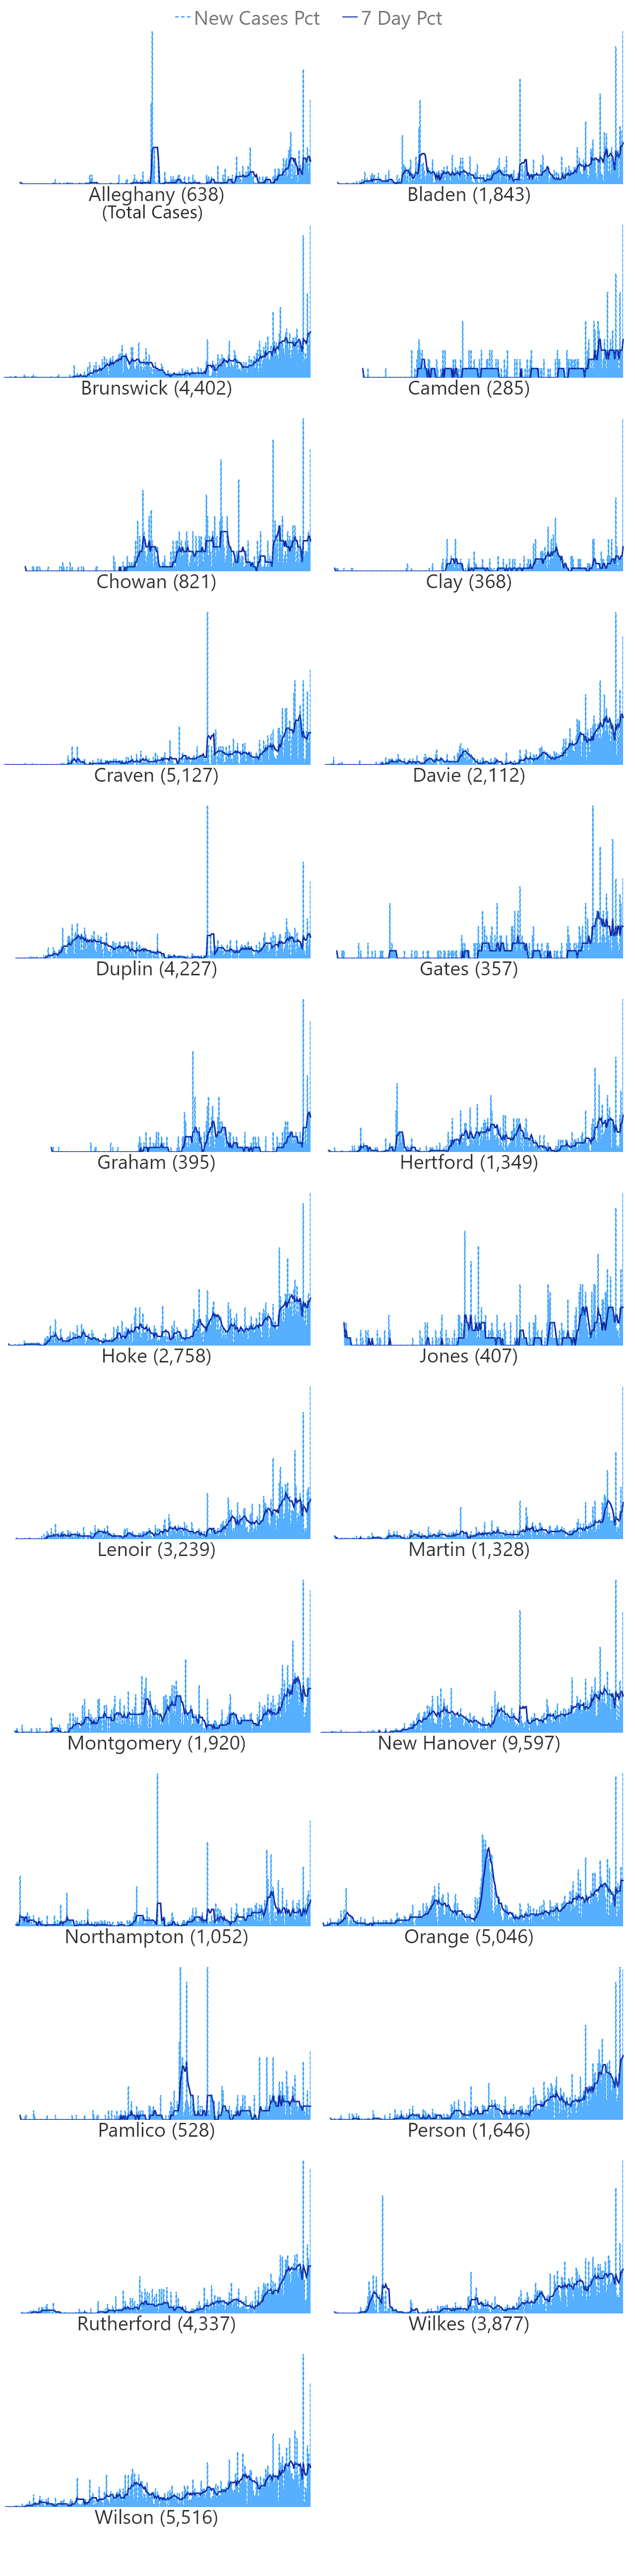 New Cases Pct 7 Day Pct
Alleghany (638) Bladen (1,843)
(Total Cases)
Brunswick (4,402) Camden (285)
Chowan (821) Clay (368)
Craven (5,127) Davie (2,112)
Duplin (4,227) Gates (357)
Graham (395) Hertford (1,349)
Hoke (2,758) Jones (407)
Lenoir (3,239) Martin (1,328)
Montgomery (1,920) New Hanover (9,597)
Northampton (1,052) Orange (5,046)
Pamlico (528) Person (1,646)
Rutherford (4,337) Wilkes (3,877)
Wilson (5,516)